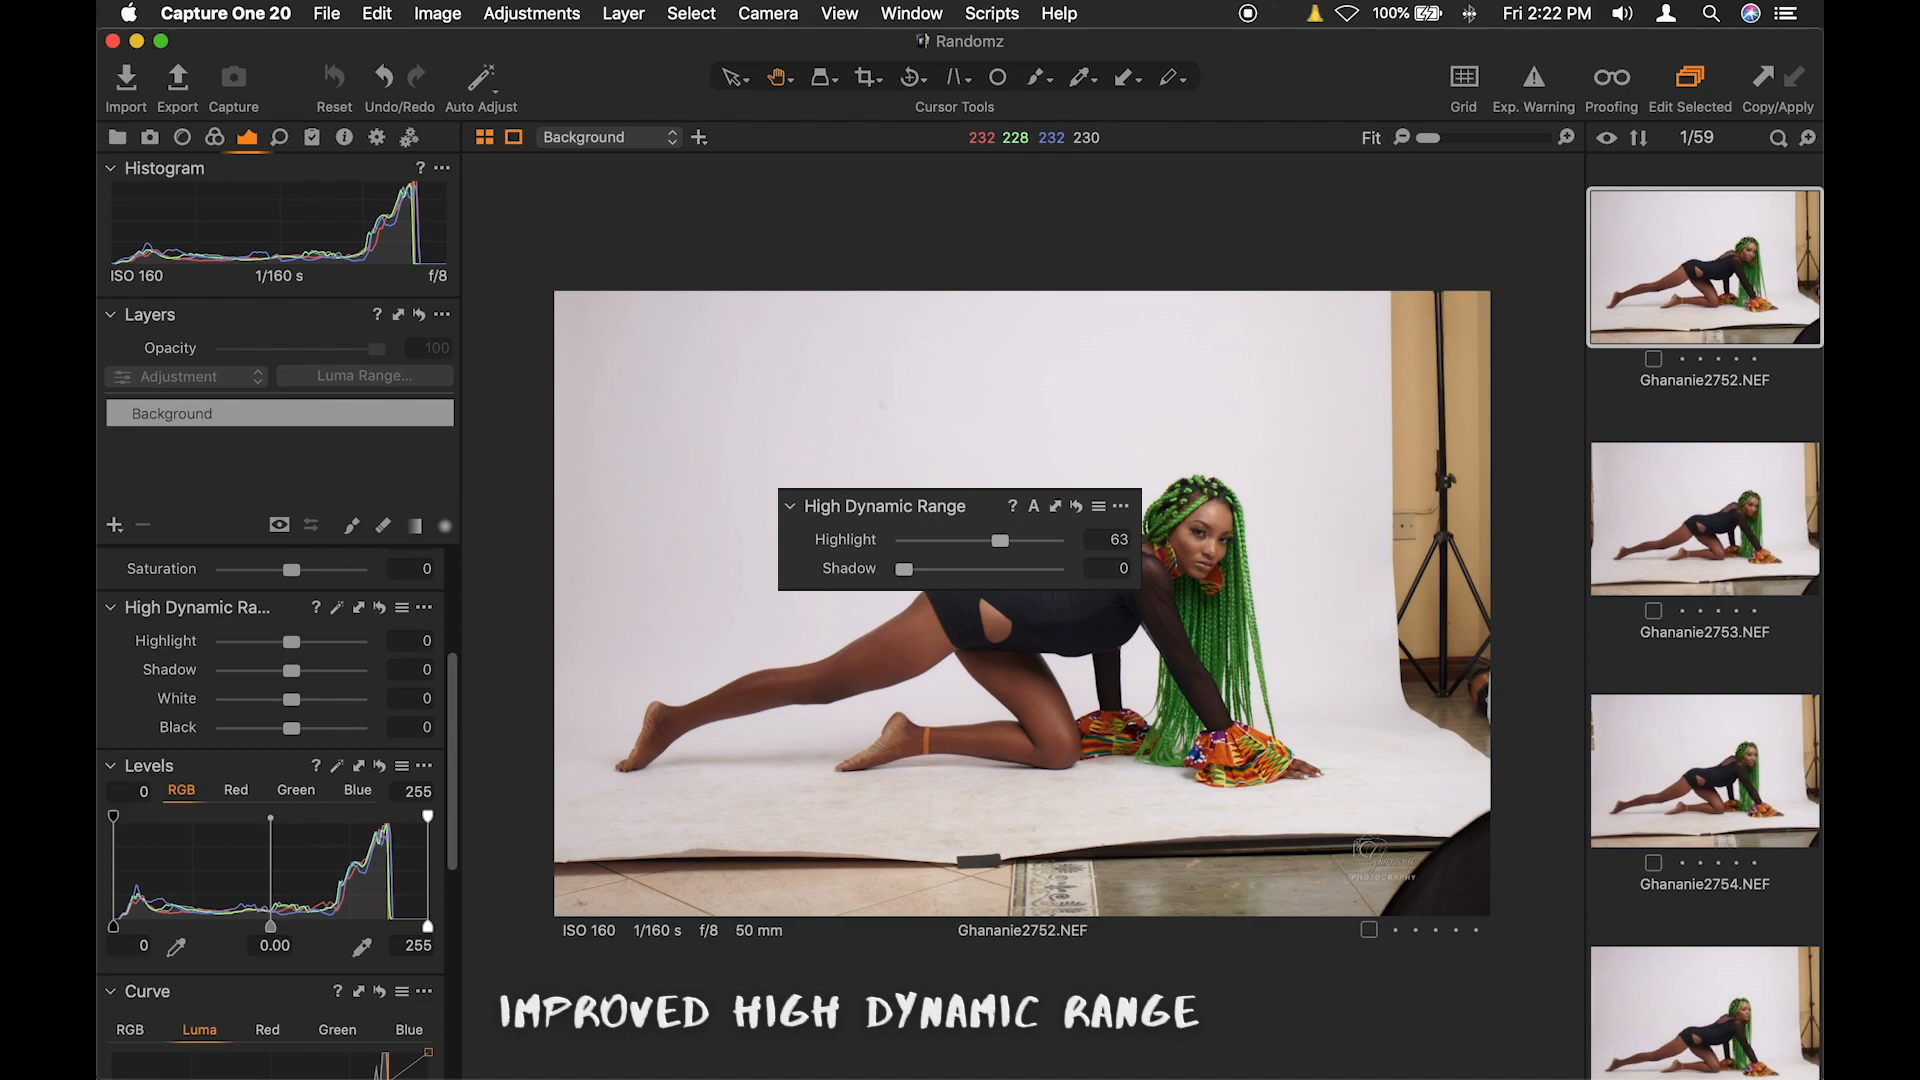 Capture One 20 File Edit Image Adjustments Layer Select Camera View Window Scripts Help 100% Fri 2:22 PM
Randomz
Import Export Capture Reset Undo/Redo Auto Adjust Cursor Tools Grid Exp. Warning Proofing Edit Selected Copy/Apply
Background 232 228 232 230 Fit 1/59
Histogram ?
ISO 160 1/160 s f/8
Layers ?
Opacity 100
Adjustment Luma Range...
Background
Saturation 0
High Dynamic Ra... ?
Highlight 0
Shadow 0
White 0
Black 0
Levels ?
0 RGB Red Green Blue 255
0 0.00 255
Curve ?
RGB Luma Red Green Blue
High Dynamic Range ? A
Highlight 63
Shadow 0
Ghanania
PHOTOGRAPHY
ISO 160 1/160 s f/8 50 mm Ghananie2752.NEF
IMPROVED HIGH DYNAMIC RANGE
Ghananie2752.NEF
Ghananie2753.NEF
Ghananie2754.NEF